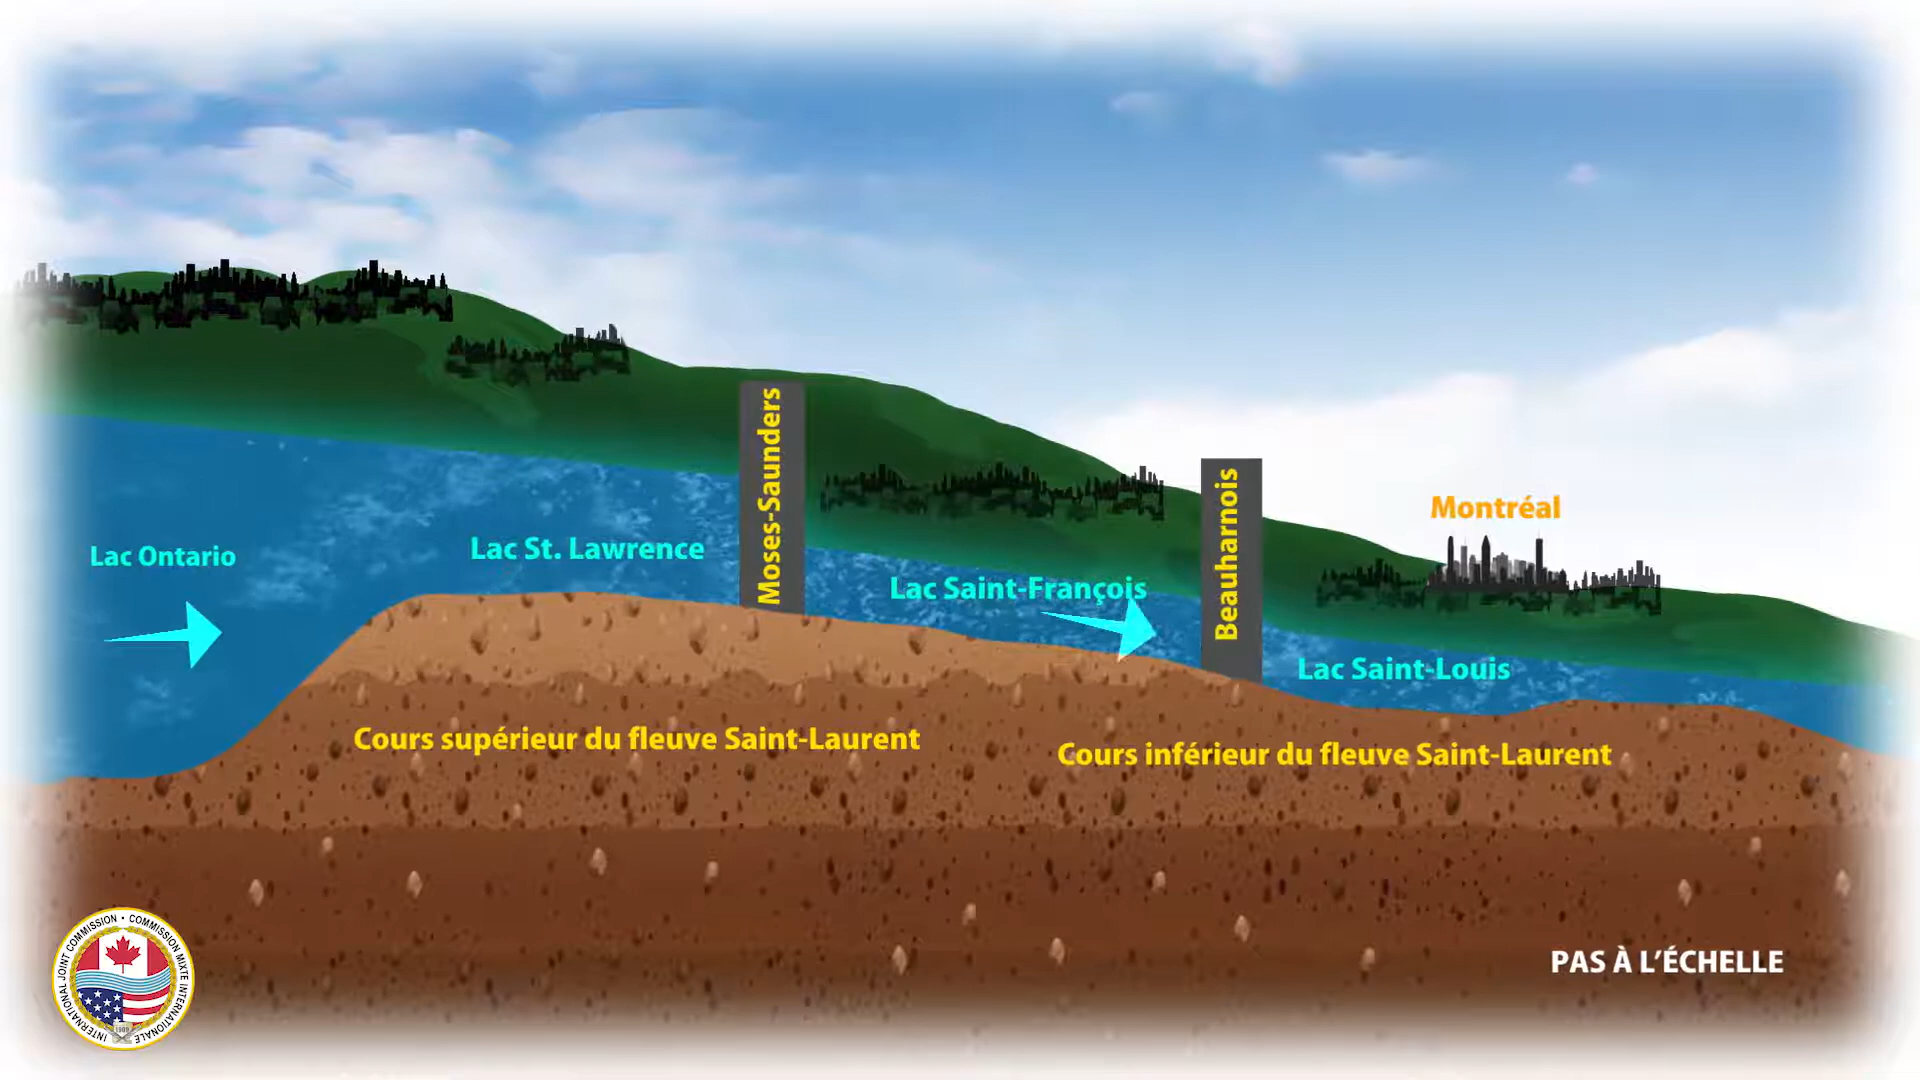 Moses-Saunders
Beauharnois
Montréal
Lac Ontario
Lac St. Lawrence
Lac Saint-François
Lac Saint-Louis
Cours supérieur du fleuve Saint-Laurent
Cours inférieur du fleuve Saint-Laurent
PAS À L'ÉCHELLE
INTERNATIONAL JOINT COMMISSION • COMMISSION MIXTE INTERNATIONALE
1909